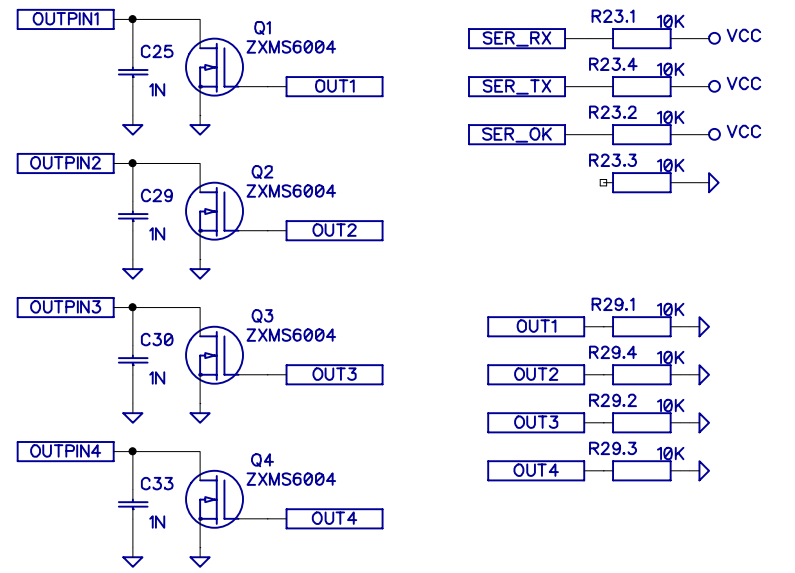 OUTPIN1
C25
1N
Q1
ZXMS6004
OUT1
OUTPIN2
C29
1N
Q2
ZXMS6004
OUT2
OUTPIN3
C30
1N
Q3
ZXMS6004
OUT3
OUTPIN4
C33
1N
Q4
ZXMS6004
OUT4
SER_RX R23.1 10K VCC
SER_TX R23.4 10K VCC
SER_OK R23.2 10K VCC
R23.3 10K
OUT1 R29.1 10K
OUT2 R29.4 10K
OUT3 R29.2 10K
OUT4 R29.3 10K